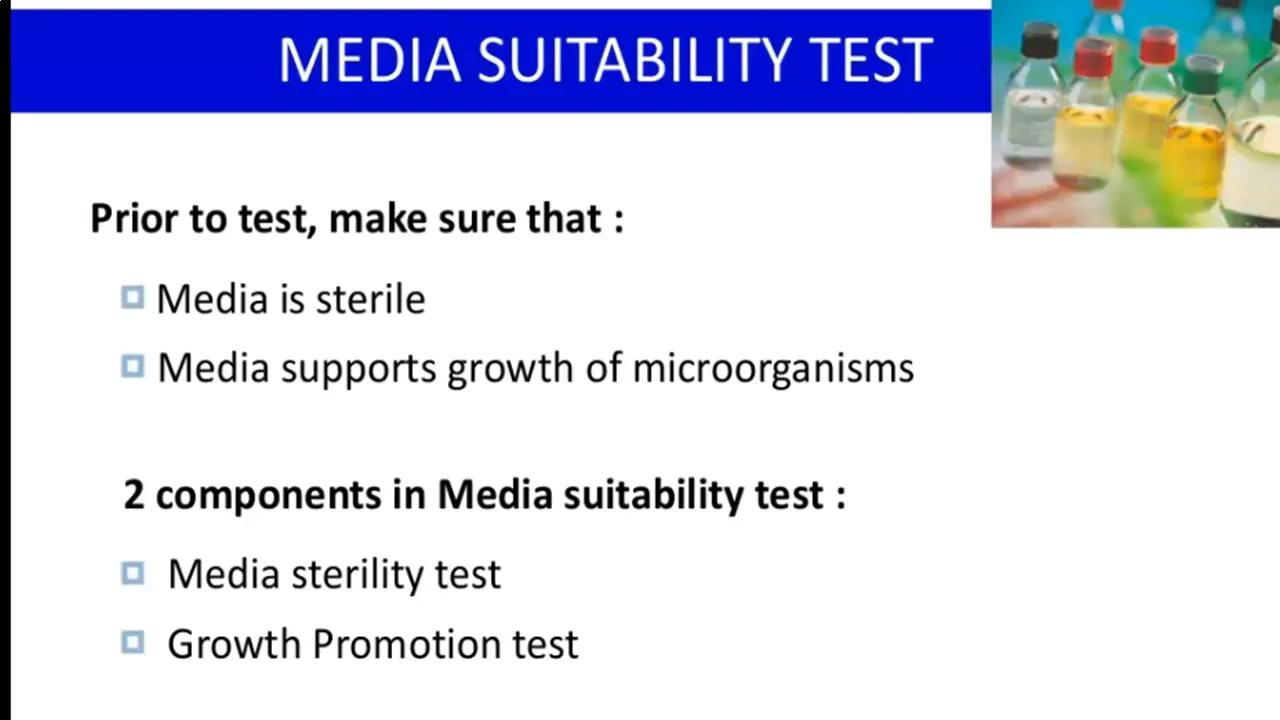 MEDIA SUITABILITY TEST
Prior to test, make sure that :
Media is sterile
Media supports growth of microorganisms
2 components in Media suitability test :
Media sterility test
Growth Promotion test